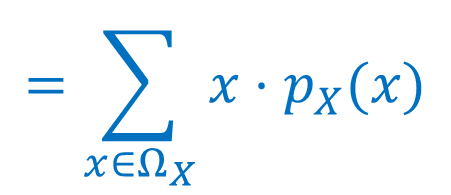 = ∑ x · p_X(x)
x∈Ω_X